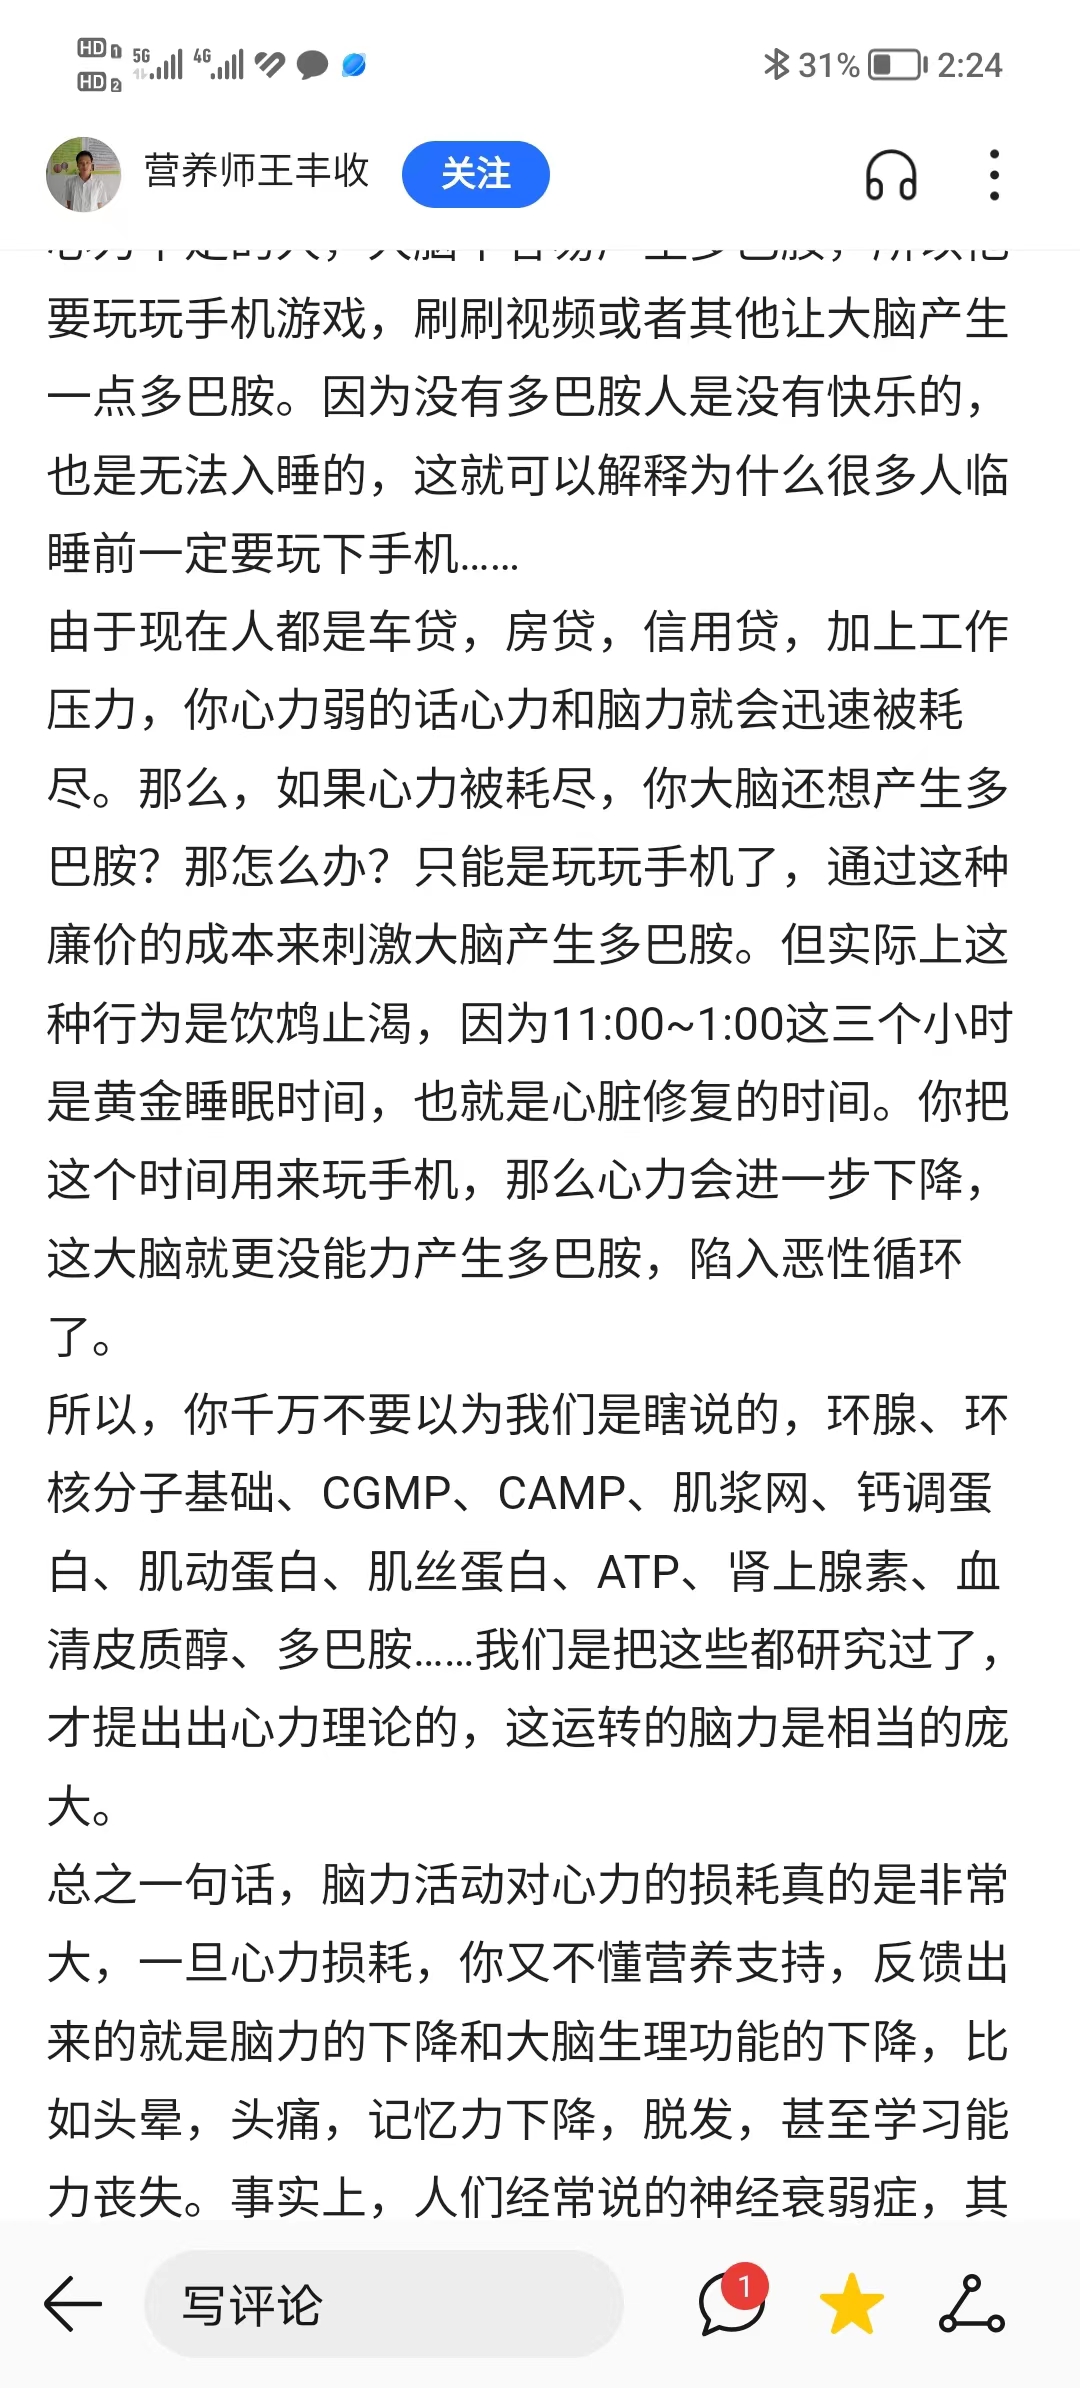 HD 1 5G 4G 31% 2:24
HD 2
营养师王丰收 关注
心力不足的人，大脑不容易产生多巴胺，所以他
要玩玩手机游戏，刷刷视频或者其他让大脑产生
一点多巴胺。因为没有多巴胺人是没有快乐的，
也是无法入睡的，这就可以解释为什么很多人临
睡前一定要玩下手机……
由于现在人都是车贷，房贷，信用贷，加上工作
压力，你心力弱的话心力和脑力就会迅速被耗
尽。那么，如果心力被耗尽，你大脑还想产生多
巴胺？那怎么办？只能是玩玩手机了，通过这种
廉价的成本来刺激大脑产生多巴胺。但实际上这
种行为是饮鸩止渴，因为11:00~1:00这三个小时
是黄金睡眠时间，也就是心脏修复的时间。你把
这个时间用来玩手机，那么心力会进一步下降，
这大脑就更没能力产生多巴胺，陷入恶性循环
了。
所以，你千万不要以为我们是瞎说的，环腺、环
核分子基础、CGMP、CAMP、肌浆网、钙调蛋
白、肌动蛋白、肌丝蛋白、ATP、肾上腺素、血
清皮质醇、多巴胺……我们是把这些都研究过了，
才提出出心力理论的，这运转的脑力是相当的庞
大。
总之一句话，脑力活动对心力的损耗真的是非常
大，一旦心力损耗，你又不懂营养支持，反馈出
来的就是脑力的下降和大脑生理功能的下降，比
如头晕，头痛，记忆力下降，脱发，甚至学习能
力丧失。事实上，人们经常说的神经衰弱症，其
写评论 1